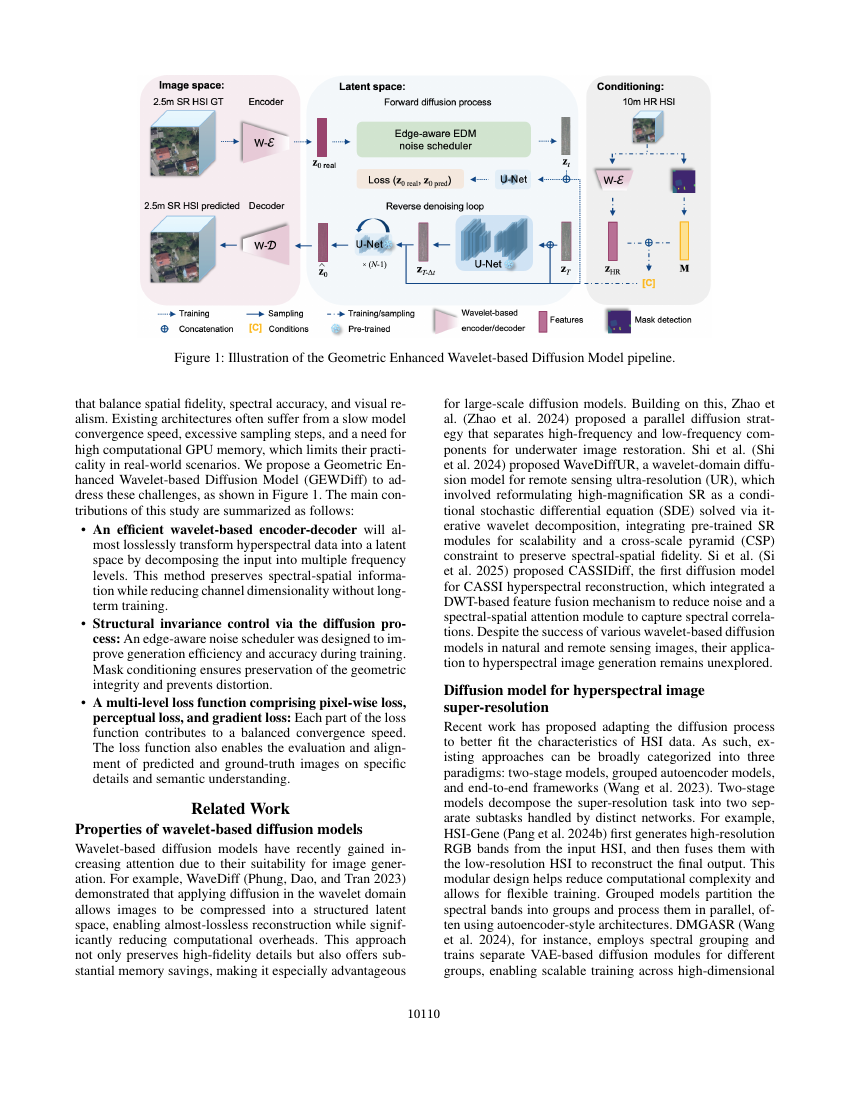 Image space:
Latent space:
Conditioning:
2.5m SR HSI GT
Encoder
Forward diffusion process
10m HR HSI
W-ℰ
z0 real
Edge-aware EDM
noise scheduler
zt
Loss (z0 real, z0 pred)
U-Net
W-ℰ
2.5m SR HSI predicted
Decoder
Reverse denoising loop
W-𝒟
ẑ0
U-Net
× (N-1)
zT-Δt
U-Net
zT
zHR
M
[C]
Training
Sampling
Training/sampling
Wavelet-based
encoder/decoder
Features
Mask detection
Concatenation
[C] Conditions
Pre-trained
Figure 1: Illustration of the Geometric Enhanced Wavelet-based Diffusion Model pipeline.
that balance spatial fidelity, spectral accuracy, and visual re-
alism. Existing architectures often suffer from a slow model
convergence speed, excessive sampling steps, and a need for
high computational GPU memory, which limits their practi-
cality in real-world scenarios. We propose a Geometric En-
hanced Wavelet-based Diffusion Model (GEWDiff) to ad-
dress these challenges, as shown in Figure 1. The main con-
tributions of this study are summarized as follows:
• An efficient wavelet-based encoder-decoder will al-
most losslessly transform hyperspectral data into a latent
space by decomposing the input into multiple frequency
levels. This method preserves spectral-spatial informa-
tion while reducing channel dimensionality without long-
term training.
• Structural invariance control via the diffusion pro-
cess: An edge-aware noise scheduler was designed to im-
prove generation efficiency and accuracy during training.
Mask conditioning ensures preservation of the geometric
integrity and prevents distortion.
• A multi-level loss function comprising pixel-wise loss,
perceptual loss, and gradient loss: Each part of the loss
function contributes to a balanced convergence speed.
The loss function also enables the evaluation and align-
ment of predicted and ground-truth images on specific
details and semantic understanding.
Related Work
Properties of wavelet-based diffusion models
Wavelet-based diffusion models have recently gained in-
creasing attention due to their suitability for image gener-
ation. For example, WaveDiff (Phung, Dao, and Tran 2023)
demonstrated that applying diffusion in the wavelet domain
allows images to be compressed into a structured latent
space, enabling almost-lossless reconstruction while signif-
icantly reducing computational overheads. This approach
not only preserves high-fidelity details but also offers sub-
stantial memory savings, making it especially advantageous
for large-scale diffusion models. Building on this, Zhao et
al. (Zhao et al. 2024) proposed a parallel diffusion strat-
egy that separates high-frequency and low-frequency com-
ponents for underwater image restoration. Shi et al. (Shi
et al. 2024) proposed WaveDiffUR, a wavelet-domain diffu-
sion model for remote sensing ultra-resolution (UR), which
involved reformulating high-magnification SR as a condi-
tional stochastic differential equation (SDE) solved via it-
erative wavelet decomposition, integrating pre-trained SR
modules for scalability and a cross-scale pyramid (CSP)
constraint to preserve spectral-spatial fidelity. Si et al. (Si
et al. 2025) proposed CASSIDiff, the first diffusion model
for CASSI hyperspectral reconstruction, which integrated a
DWT-based feature fusion mechanism to reduce noise and a
spectral-spatial attention module to capture spectral correla-
tions. Despite the success of various wavelet-based diffusion
models in natural and remote sensing images, their applica-
tion to hyperspectral image generation remains unexplored.
Diffusion model for hyperspectral image
super-resolution
Recent work has proposed adapting the diffusion process
to better fit the characteristics of HSI data. As such, ex-
isting approaches can be broadly categorized into three
paradigms: two-stage models, grouped autoencoder models,
and end-to-end frameworks (Wang et al. 2023). Two-stage
models decompose the super-resolution task into two sep-
arate subtasks handled by distinct networks. For example,
HSI-Gene (Pang et al. 2024b) first generates high-resolution
RGB bands from the input HSI, and then fuses them with
the low-resolution HSI to reconstruct the final output. This
modular design helps reduce computational complexity and
allows for flexible training. Grouped models partition the
spectral bands into groups and process them in parallel, of-
ten using autoencoder-style architectures. DMGASR (Wang
et al. 2024), for instance, employs spectral grouping and
trains separate VAE-based diffusion modules for different
groups, enabling scalable training across high-dimensional
10110